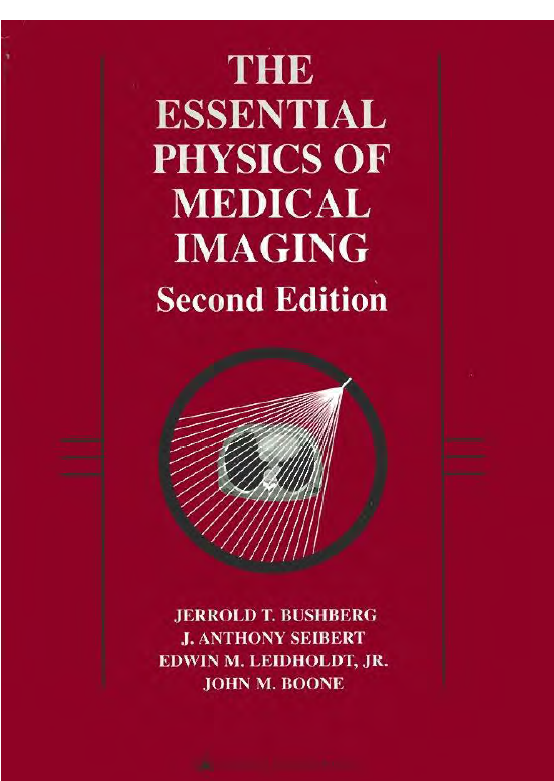 THE
ESSENTIAL
PHYSICS OF
MEDICAL
IMAGING
Second Edition
JERROLD T. BUSHBERG
J. ANTHONY SEIBERT
EDWIN M. LEIDHOLDT, JR.
JOHN M. BOONE